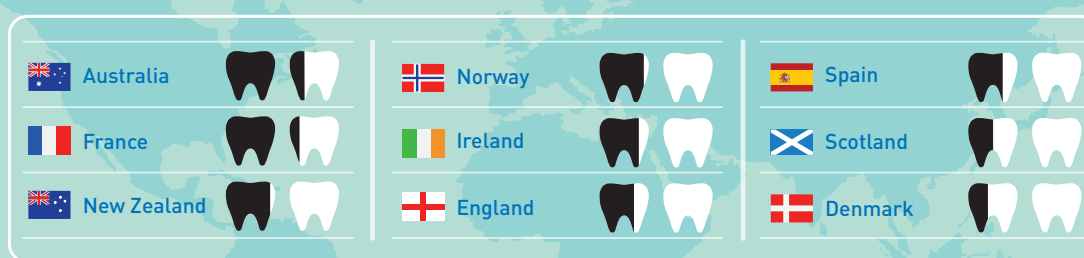 Australia
France
New Zealand
Norway
Ireland
England
Spain
Scotland
Denmark